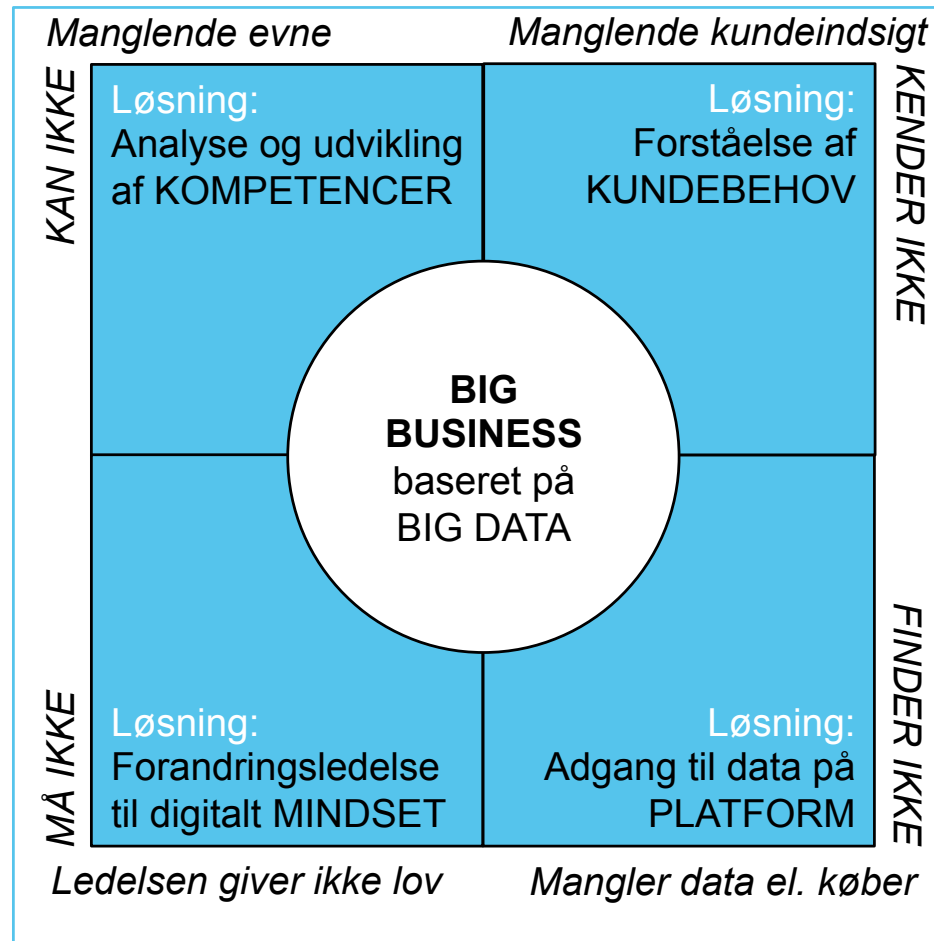 Manglende evne
Manglende kundeindsigt
KAN IKKE
Løsning:
Analyse og udvikling
af KOMPETENCER
Løsning:
Forståelse af
KUNDEBEHOV
KENDER IKKE
BIG
BUSINESS
baseret på
BIG DATA
MÅ IKKE
Løsning:
Forandringsledelse
til digitalt MINDSET
Løsning:
Adgang til data på
PLATFORM
FINDER IKKE
Ledelsen giver ikke lov
Mangler data el. køber